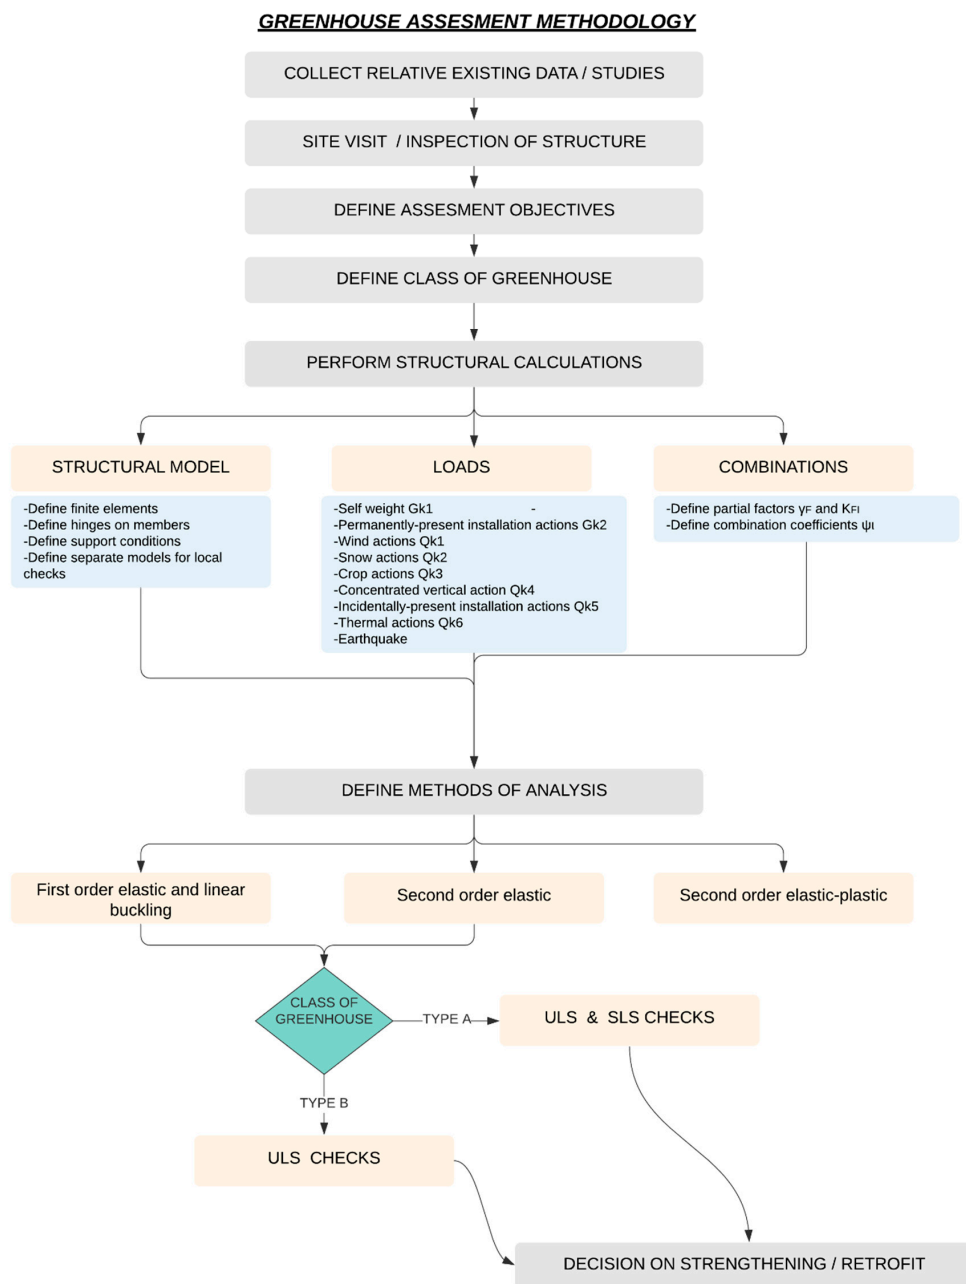 GREENHOUSE ASSESMENT METHODOLOGY
COLLECT RELATIVE EXISTING DATA / STUDIES
SITE VISIT / INSPECTION OF STRUCTURE
DEFINE ASSESMENT OBJECTIVES
DEFINE CLASS OF GREENHOUSE
PERFORM STRUCTURAL CALCULATIONS
STRUCTURAL MODEL
-Define finite elements
-Define hinges on members
-Define support conditions
-Define separate models for local
checks
LOADS
-Self weight Gk1 -
-Permanently-present installation actions Gk2
-Wind actions Qk1
-Snow actions Qk2
-Crop actions Qk3
-Concentrated vertical action Qk4
-Incidentally-present installation actions Qk5
-Thermal actions Qk6
-Earthquake
COMBINATIONS
-Define partial factors γF and KFI
-Define combination coefficients ψI
DEFINE METHODS OF ANALYSIS
First order elastic and linear
buckling
Second order elastic
Second order elastic-plastic
CLASS OF
GREENHOUSE
TYPE A
ULS & SLS CHECKS
TYPE B
ULS CHECKS
DECISION ON STRENGTHENING / RETROFIT